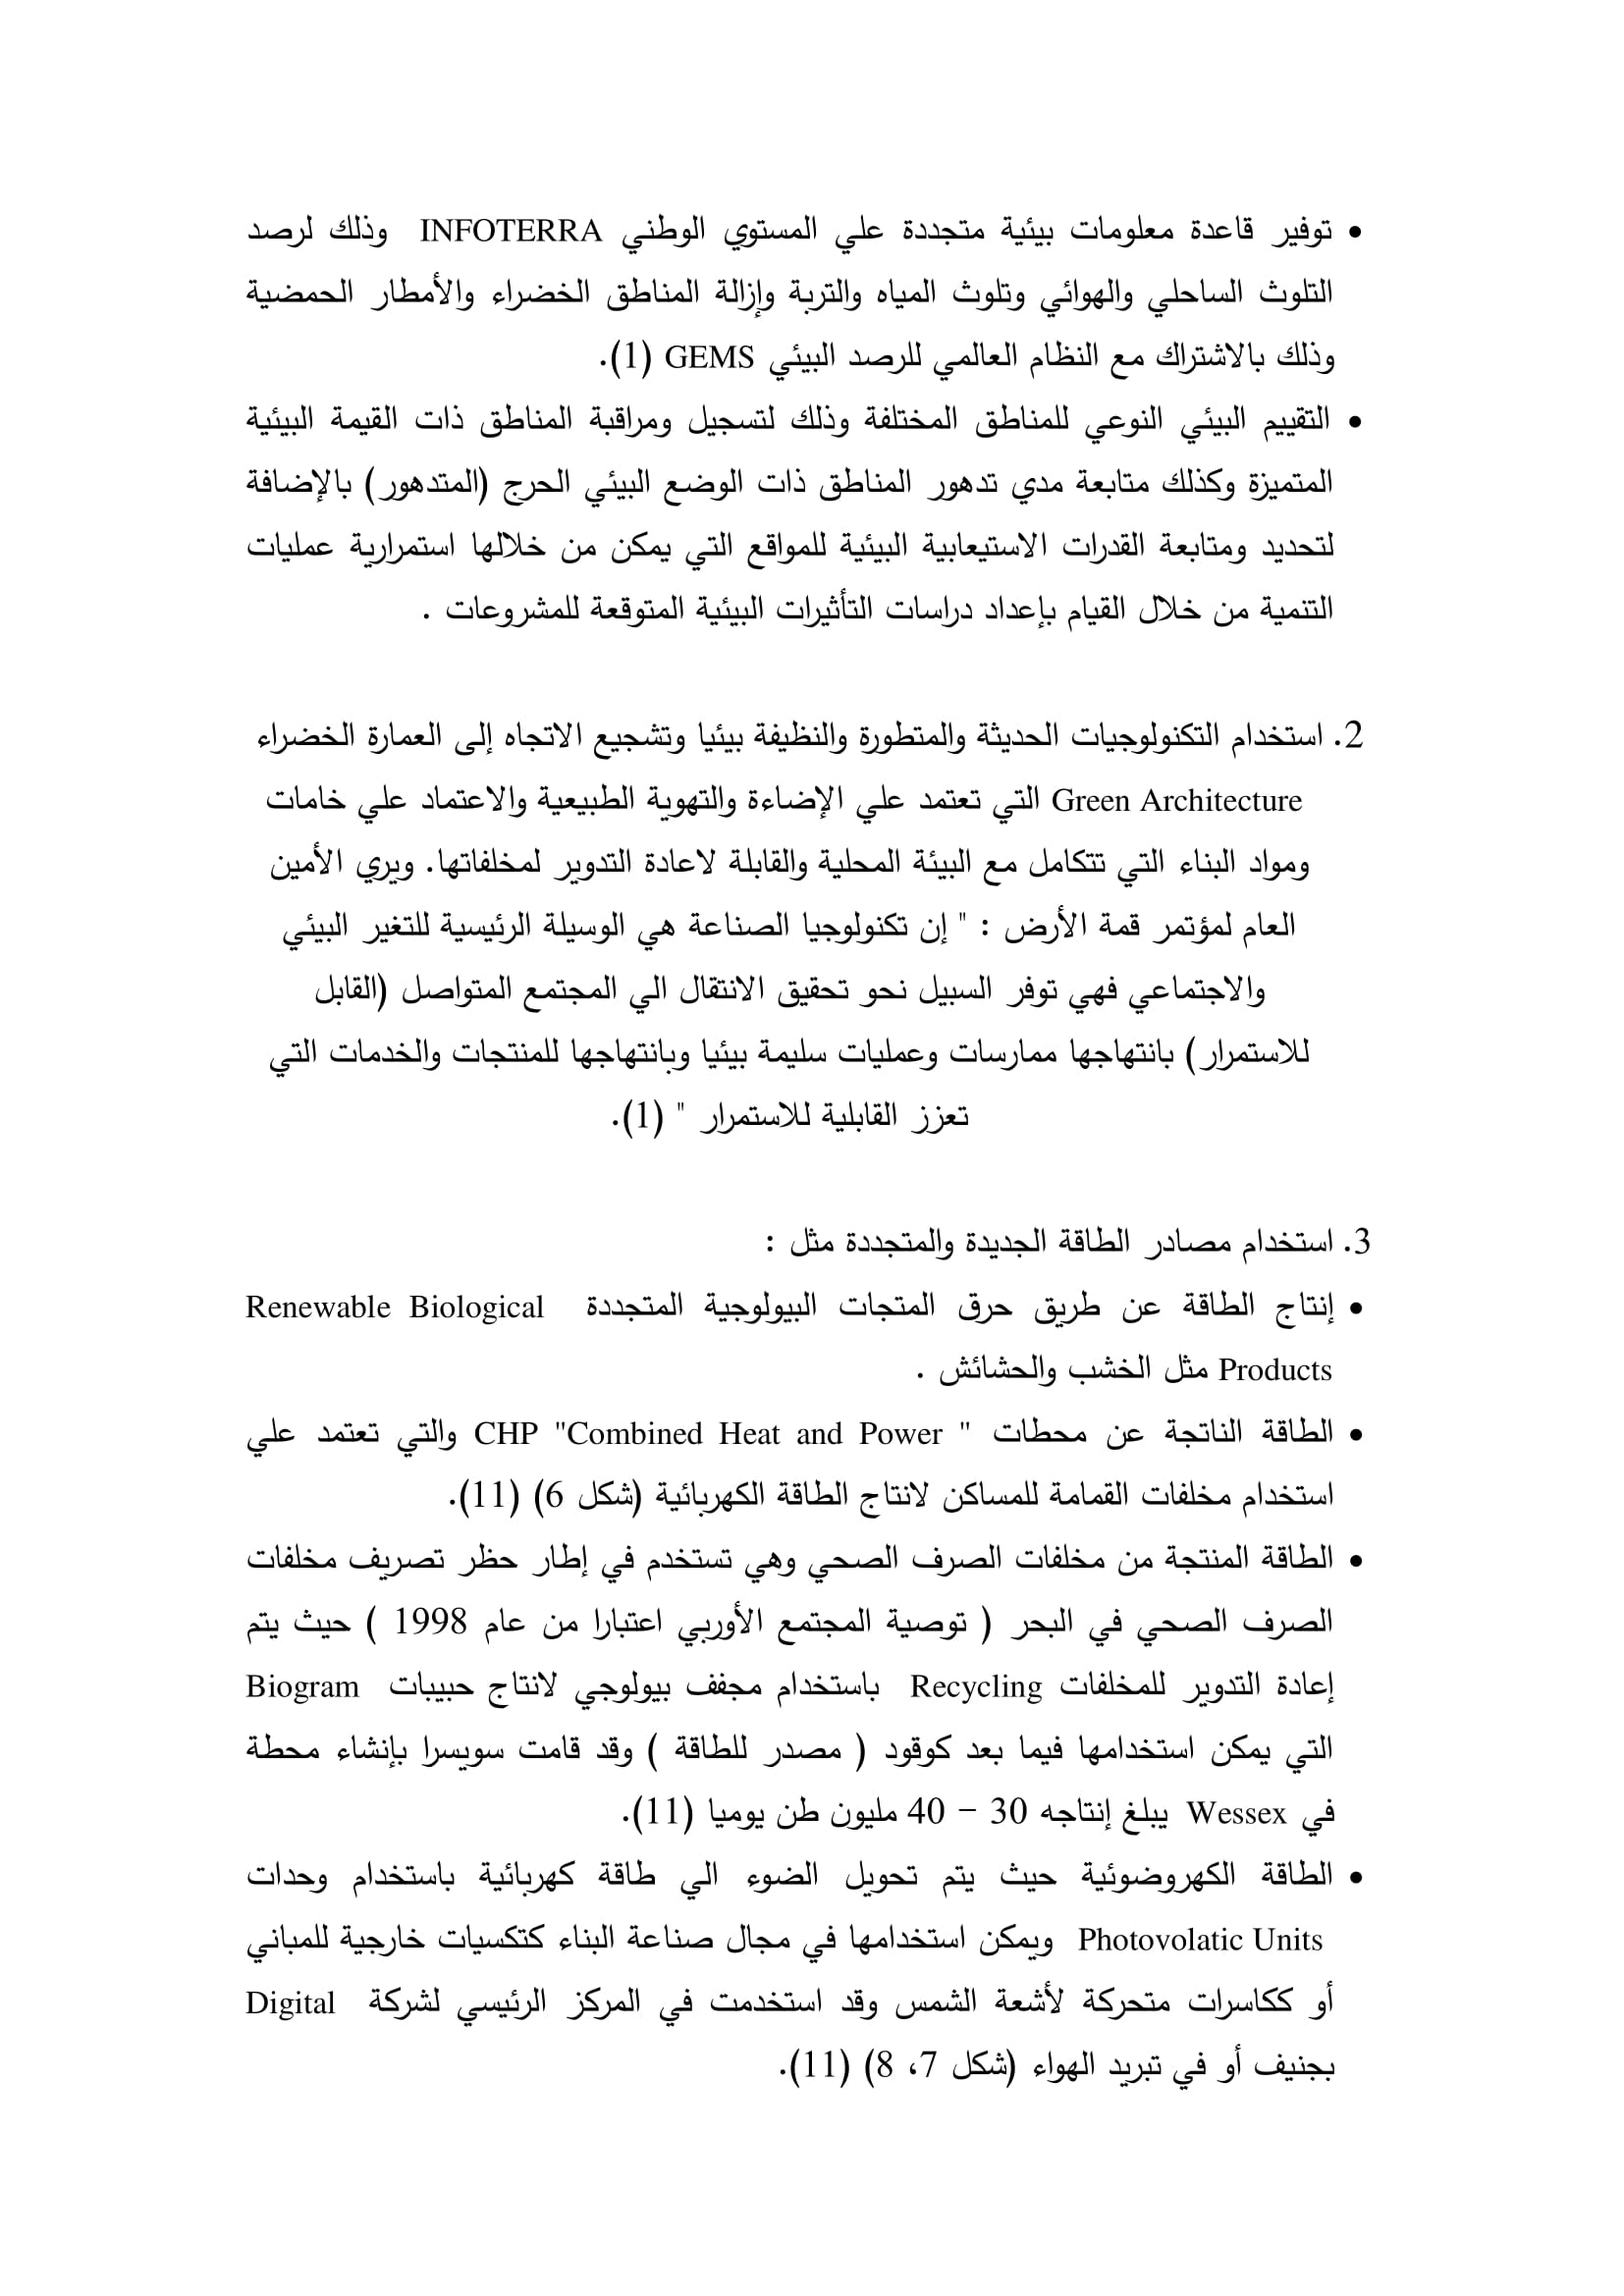 • توفير قاعدة معلومات بيئية متجددة علي المستوي الوطني INFOTERRA وذلك لرصد
التلوث الساحلي والهوائي وتلوث المياه والتربة وإزالة المناطق الخضراء والأمطار الحمضية
وذلك بالاشتراك مع النظام العالمي للرصد البيئي GEMS (1).
• التقييم البيئي النوعي للمناطق المختلفة وذلك لتسجيل ومراقبة المناطق ذات القيمة البيئية
المتميزة وكذلك متابعة مدي تدهور المناطق ذات الوضع البيئي الحرج (المتدهور) بالإضافة
لتحديد ومتابعة القدرات الاستيعابية البيئية للمواقع التي يمكن من خلالها استمرارية عمليات
التنمية من خلال القيام بإعداد دراسات التأثيرات البيئية المتوقعة للمشروعات .
2. استخدام التكنولوجيات الحديثة والمتطورة والنظيفة بيئيا وتشجيع الاتجاه إلى العمارة الخضراء
Green Architecture التي تعتمد علي الإضاءة والتهوية الطبيعية والاعتماد علي خامات
ومواد البناء التي تتكامل مع البيئة المحلية والقابلة لاعادة التدوير لمخلفاتها. ويري الأمين
العام لمؤتمر قمة الأرض : " إن تكنولوجيا الصناعة هي الوسيلة الرئيسية للتغير البيئي
والاجتماعي فهي توفر السبيل نحو تحقيق الانتقال الي المجتمع المتواصل (القابل
للاستمرار) بانتهاجها ممارسات وعمليات سليمة بيئيا وبانتهاجها للمنتجات والخدمات التي
تعزز القابلية للاستمرار " (1).
3. استخدام مصادر الطاقة الجديدة والمتجددة مثل :
• إنتاج الطاقة عن طريق حرق المتجات البيولوجية المتجددة Renewable Biological
Products مثل الخشب والحشائش .
• الطاقة الناتجة عن محطات " CHP "Combined Heat and Power والتي تعتمد علي
استخدام مخلفات القمامة للمساكن لانتاج الطاقة الكهربائية (شكل 6) (11).
• الطاقة المنتجة من مخلفات الصرف الصحي وهي تستخدم في إطار حظر تصريف مخلفات
الصرف الصحي في البحر ( توصية المجتمع الأوربي اعتبارا من عام 1998 ) حيث يتم
إعادة التدوير للمخلفات Recycling باستخدام مجفف بيولوجي لانتاج حبيبات Biogram
التي يمكن استخدامها فيما بعد كوقود ( مصدر للطاقة ) وقد قامت سويسرا بإنشاء محطة
في Wessex يبلغ إنتاجه 30 – 40 مليون طن يوميا (11).
• الطاقة الكهروضوئية حيث يتم تحويل الضوء الي طاقة كهربائية باستخدام وحدات
Photovolatic Units ويمكن استخدامها في مجال صناعة البناء كتكسيات خارجية للمباني
أو ككاسرات متحركة لأشعة الشمس وقد استخدمت في المركز الرئيسي لشركة Digital
بجنيف أو في تبريد الهواء (شكل 7، 8) (11).